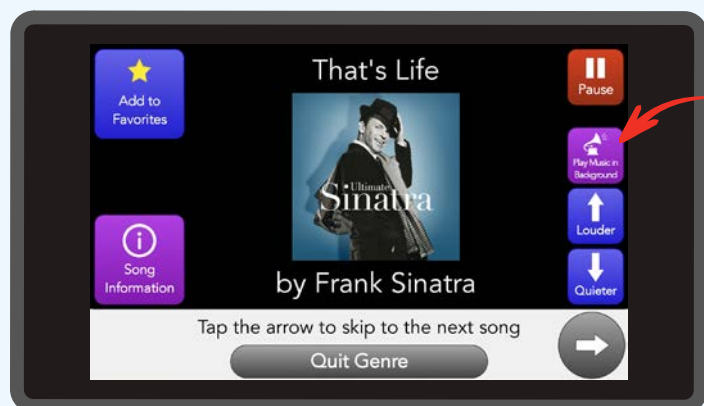 That's Life
Add to
Favorites
Pause
Ultimate
Sinatra
Play Music in
Background
Louder
Song
Information
by Frank Sinatra
Quieter
Tap the arrow to skip to the next song
Quit Genre